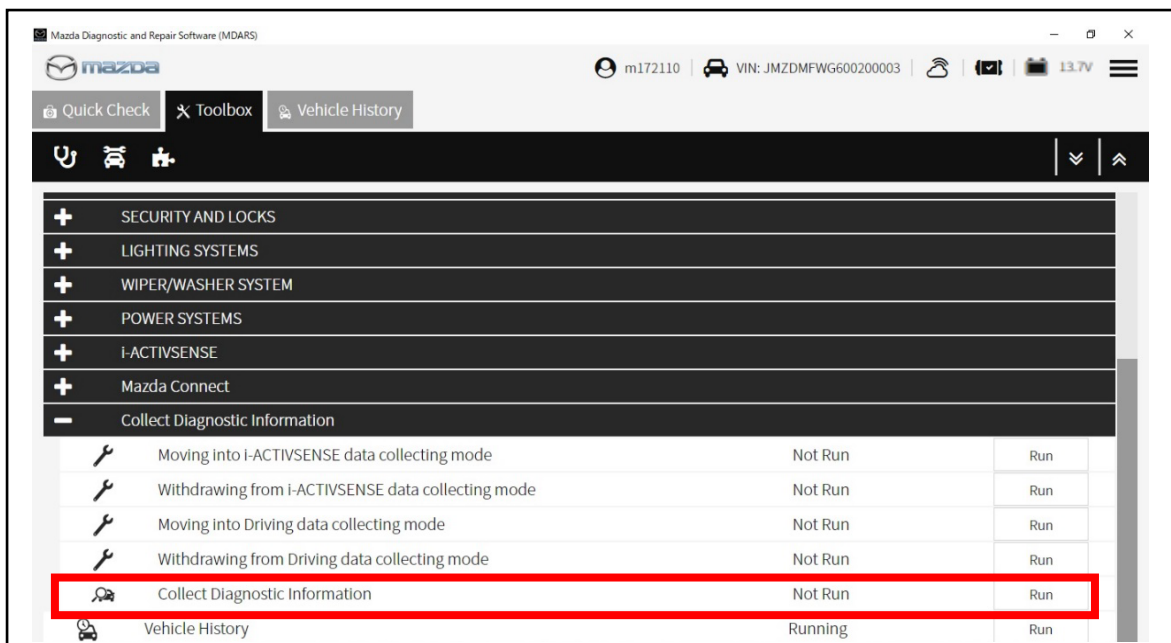 Mazda Diagnostic and Repair Software (MDARS)
mazda m172110 VIN: JMZDMFWG600200003 13.7V
Quick Check Toolbox Vehicle History
SECURITY AND LOCKS
LIGHTING SYSTEMS
WIPER/WASHER SYSTEM
POWER SYSTEMS
i-ACTIVSENSE
Mazda Connect
Collect Diagnostic Information
Moving into i-ACTIVSENSE data collecting mode Not Run Run
Withdrawing from i-ACTIVSENSE data collecting mode Not Run Run
Moving into Driving data collecting mode Not Run Run
Withdrawing from Driving data collecting mode Not Run Run
Collect Diagnostic Information Not Run Run
Vehicle History Running Run